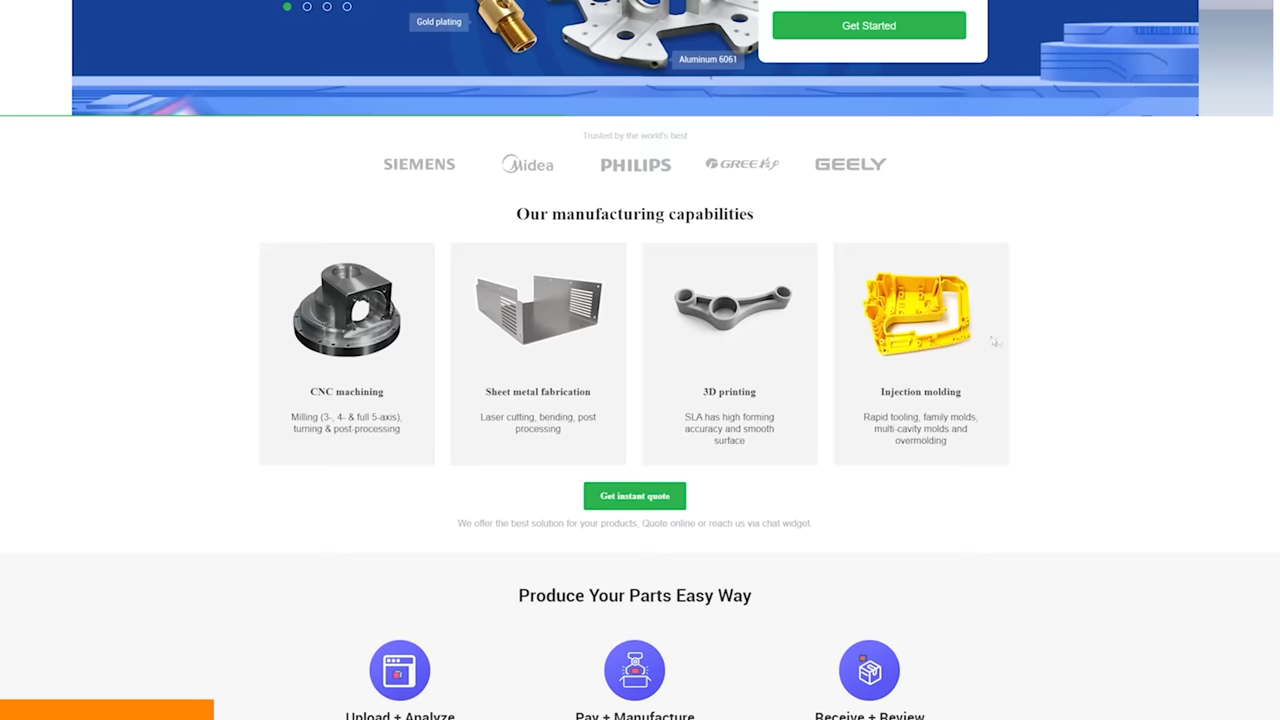 Gold plating
Get Started
Aluminum 6061
Trusted by the world's best
SIEMENS
Midea
PHILIPS
GREE
GEELY
Our manufacturing capabilities
CNC machining
Milling (3-, 4- & full 5-axis),
turning & post-processing
Sheet metal fabrication
Laser cutting, bending, post
processing
3D printing
SLA has high forming
accuracy and smooth
surface
Injection molding
Rapid tooling, family molds,
multi-cavity molds and
overmolding
Get instant quote
We offer the best solution for your products, Quote online or reach us via chat widget.
Produce Your Parts Easy Way
Upload + Analyze
Pay + Manufacture
Receive + Review